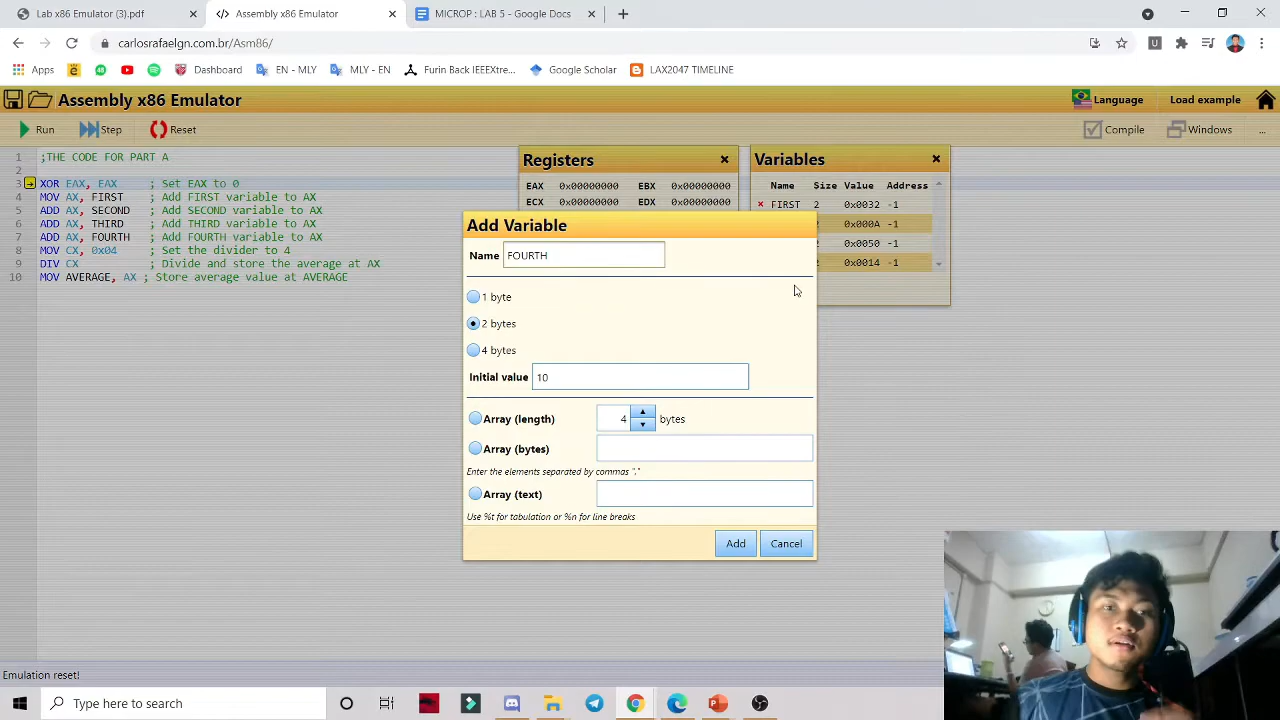 Lab x86 Emulator (3).pdf
Assembly x86 Emulator
MICROP : LAB 5 - Google Docs
carlosrafaelgn.com.br/Asm86/
Apps
Dashboard
EN - MLY
MLY - EN
Furin Back IEEEXtre...
Google Scholar
LAX2047 TIMELINE
Assembly x86 Emulator
Language
Load example
Run
Step
Reset
Compile
Windows
...
1 ;THE CODE FOR PART A
2
3 XOR EAX, EAX ; Set EAX to 0
4 MOV AX, FIRST ; Add FIRST variable to AX
5 ADD AX, SECOND ; Add SECOND variable to AX
6 ADD AX, THIRD ; Add THIRD variable to AX
7 ADD AX, FOURTH ; Add FOURTH variable to AX
8 MOV CX, 0x04 ; Set the divider to 4
9 DIV CX ; Divide and store the average at AX
10 MOV AVERAGE, AX ; Store average value at AVERAGE
Registers
EAX 0x00000000 EBX 0x00000000
ECX 0x00000000 EDX 0x00000000
Variables
Name Size Value Address
FIRST 2 0x0032 -1
2 0x000A -1
2 0x0050 -1
2 0x0014 -1
Add Variable
Name FOURTH
1 byte
2 bytes
4 bytes
Initial value 10
Array (length) 4 bytes
Array (bytes)
Enter the elements separated by commas ","
Array (text)
Use %t for tabulation or %n for line breaks
Add
Cancel
Emulation reset!
Type here to search